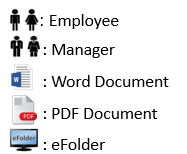 : Employee
: Manager
W : Word Document
PDF : PDF Document
eFolder : eFolder